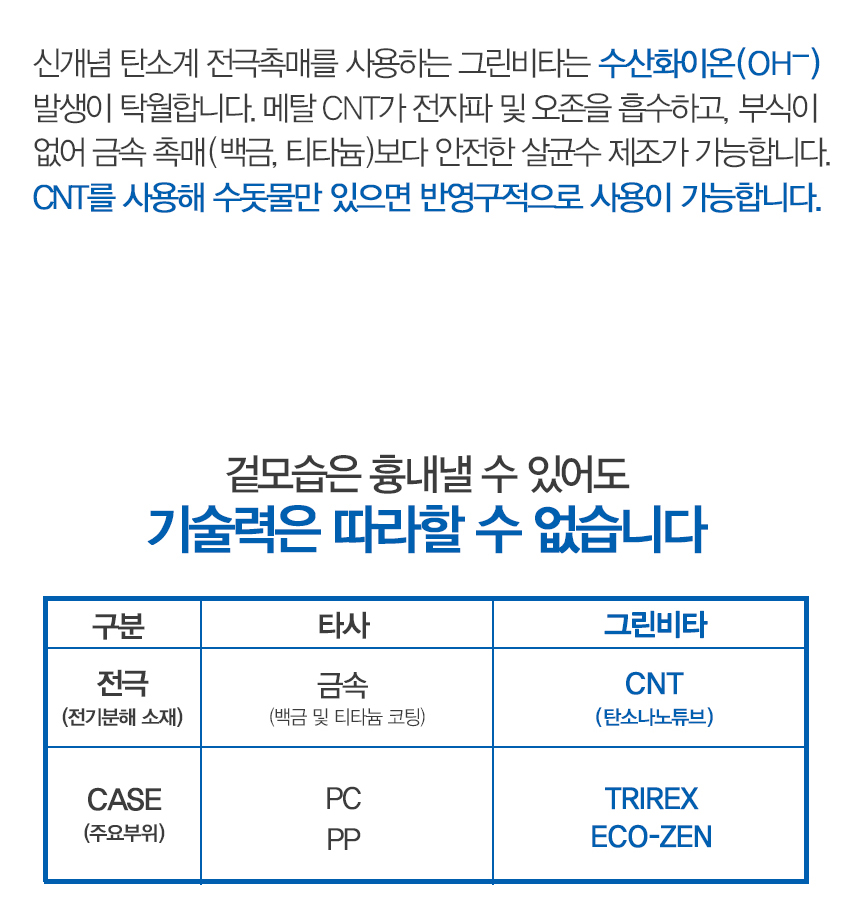 신개념 탄소계 전극촉매를 사용하는 그린비타는 수산화이온(OH⁻)
발생이 탁월합니다. 메탈 CNT가 전자파 및 오존을 흡수하고, 부식이
없어 금속 촉매(백금, 티타늄)보다 안전한 살균수 제조가 가능합니다.
CNT를 사용해 수돗물만 있으면 반영구적으로 사용이 가능합니다.
겉모습은 흉내낼 수 있어도
기술력은 따라할 수 없습니다
구분 타사 그린비타
전극 금속 CNT
(전기분해 소재) (백금 및 티타늄 코팅) (탄소나노튜브)
CASE PC TRIREX
(주요부위) PP ECO-ZEN